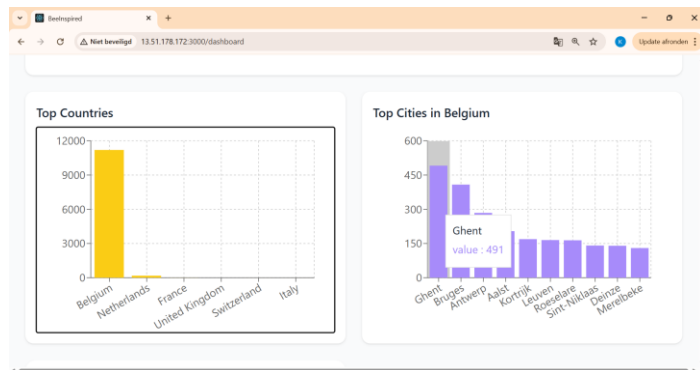 BeeInspired
Niet beveiligd 13.51.178.172:3000/dashboard
Update afronden
Top Countries
12000
9000
6000
3000
0
Belgium
Netherlands
France
United Kingdom
Switzerland
Italy
Top Cities in Belgium
600
450
300
150
0
Ghent
value : 491
Ghent
Bruges
Antwerp
Aalst
Kortrijk
Leuven
Roeselare
Sint-Niklaas
Deinze
Merelbeke